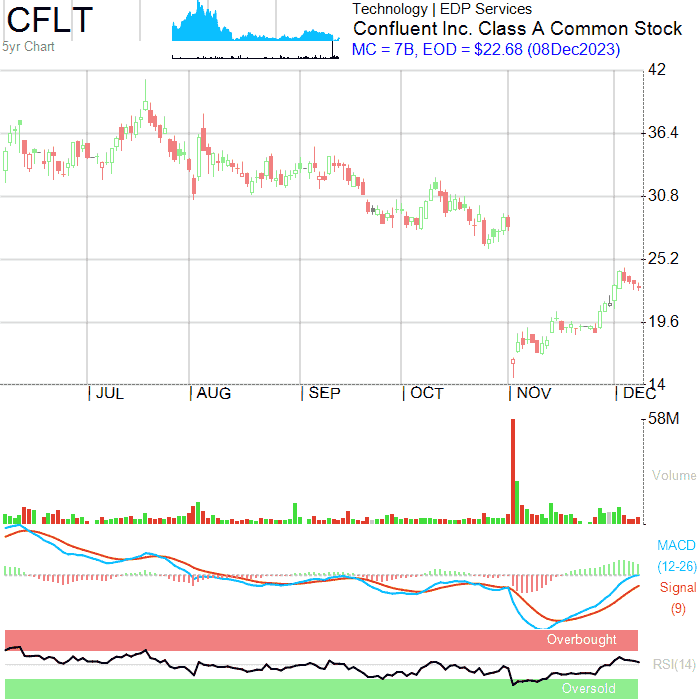 CFLT
5yr Chart
Technology | EDP Services
Confluent Inc. Class A Common Stock
MC = 7B, EOD = $22.68 (08Dec2023)
42
36.4
30.8
25.2
19.6
14
JUL
AUG
SEP
OCT
NOV
DEC
58M
Volume
MACD
(12-26)
Signal
(9)
Overbought
RSI(14)
Oversold